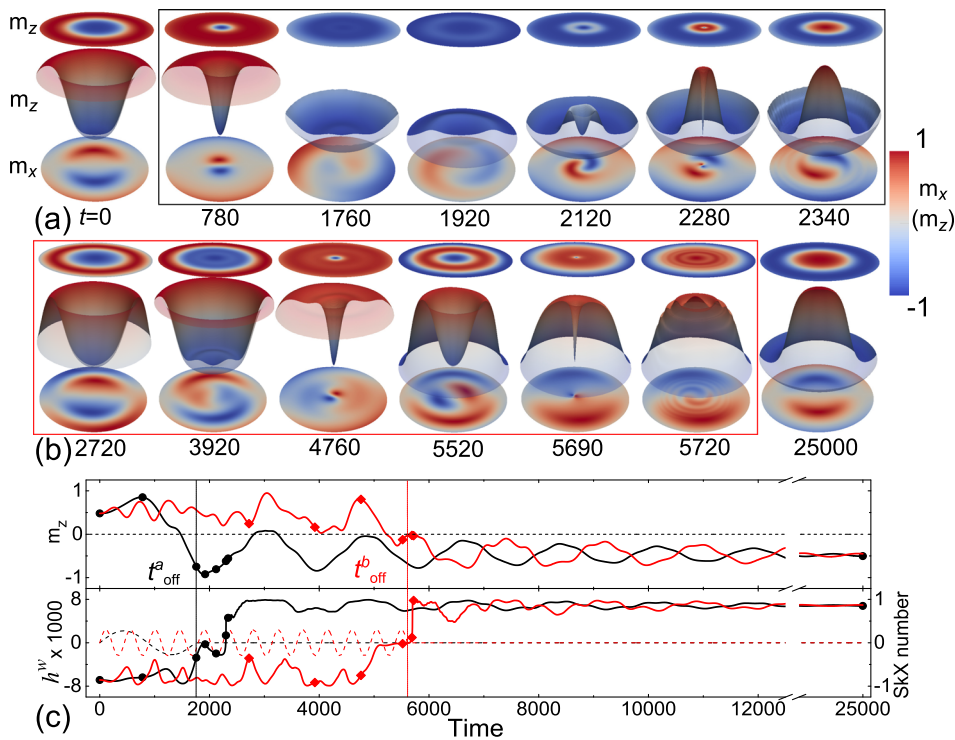 m_z
m_z
m_x
(a) t=0 780 1760 1920 2120 2280 2340
1
m_x
(m_z)
-1
(b) 2720 3920 4760 5520 5690 5720 25000
1
m_z 0
-1
t^a_off t^b_off
8 1
h^w x 1000 0 0 SkX number
-8 -1
(c) 0 2000 4000 6000 8000 10000 12000 25000
Time